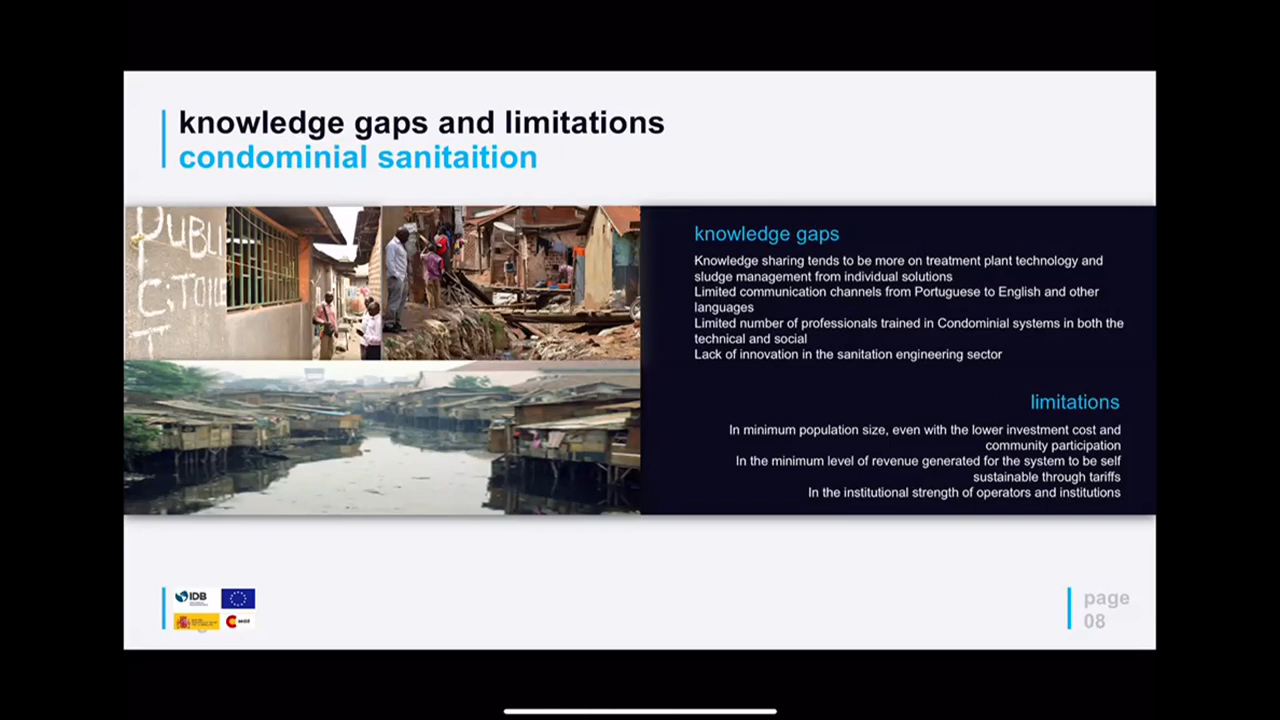 knowledge gaps and limitations
condominial sanitaition
PUBLI
C:TOILE
T
knowledge gaps
Knowledge sharing tends to be more on treatment plant technology and
sludge management from individual solutions
Limited communication channels from Portuguese to English and other
languages
Limited number of professionals trained in Condominial systems in both the
technical and social
Lack of innovation in the sanitation engineering sector
limitations
In minimum population size, even with the lower investment cost and
community participation
In the minimum level of revenue generated for the system to be self
sustainable through tariffs
In the institutional strength of operators and institutions
IDB
page
08